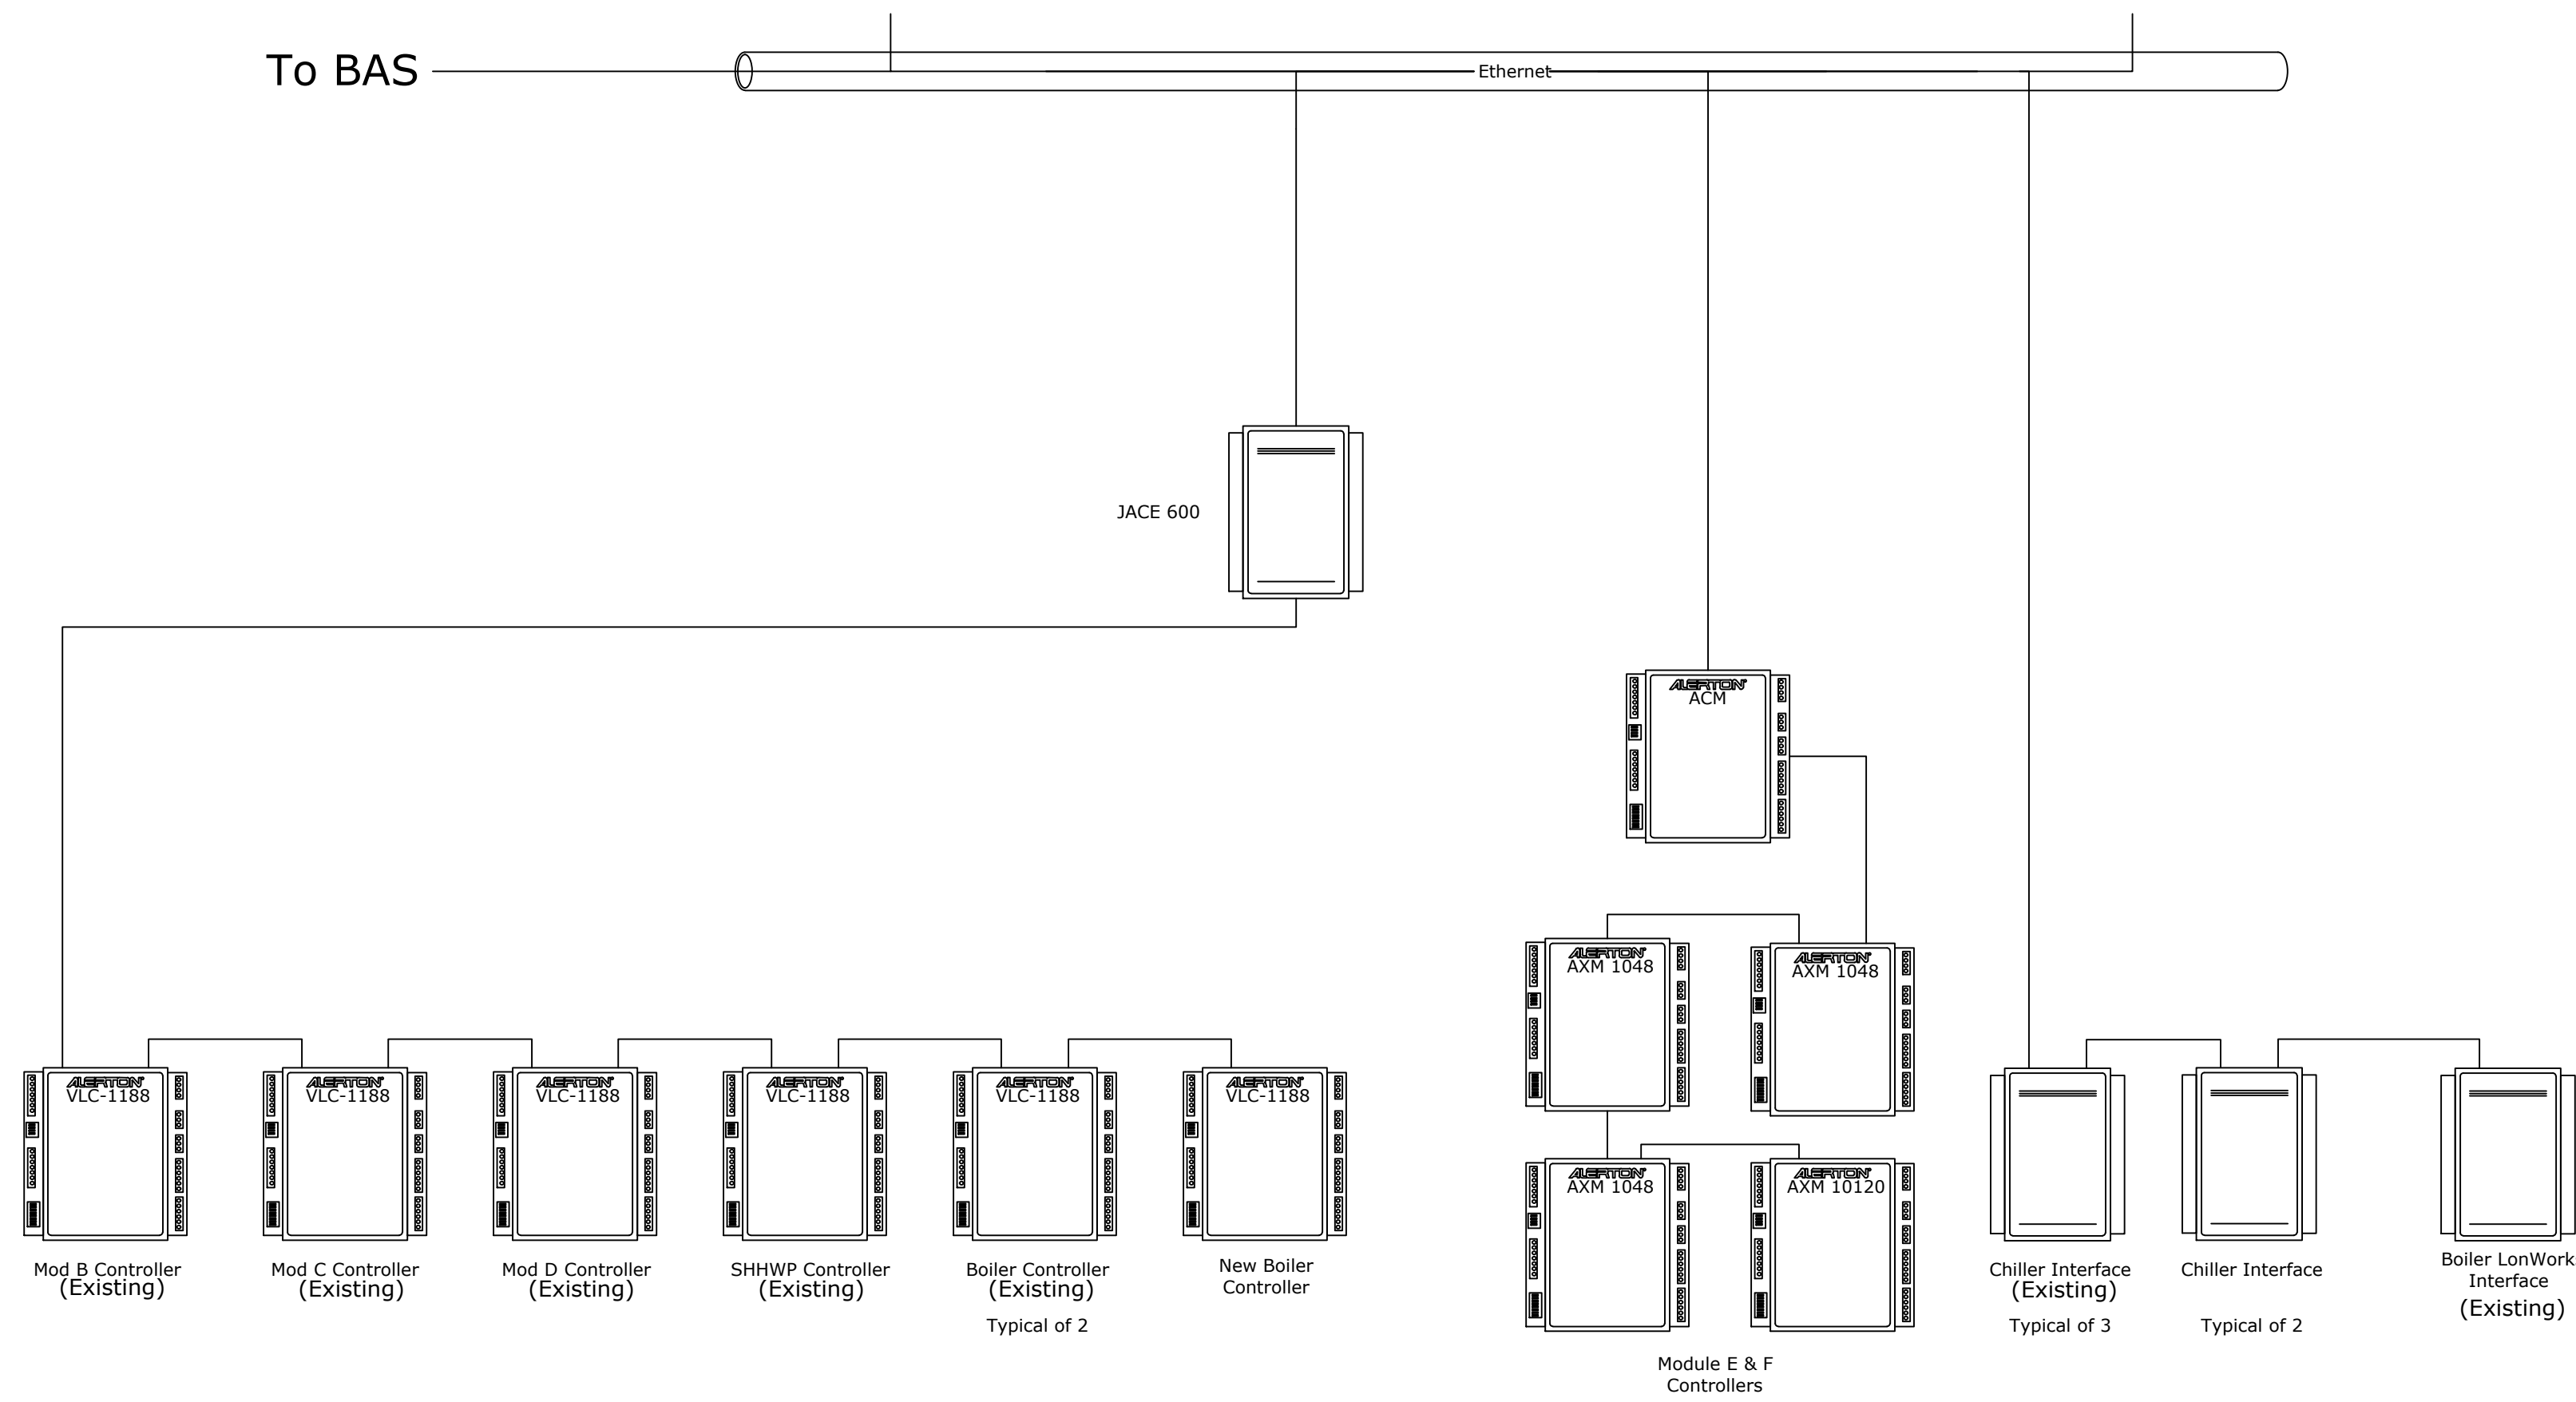 To BAS
Ethernet
JACE 600
ALERTON
ACM
ALERTON
AXM 1048
ALERTON
AXM 1048
ALERTON
VLC-1188
ALERTON
VLC-1188
ALERTON
VLC-1188
ALERTON
VLC-1188
ALERTON
VLC-1188
ALERTON
VLC-1188
ALERTON
AXM 1048
ALERTON
AXM 10120
Mod B Controller
(Existing)
Mod C Controller
(Existing)
Mod D Controller
(Existing)
SHHWP Controller
(Existing)
Boiler Controller
(Existing)
Typical of 2
New Boiler
Controller
Module E & F
Controllers
Chiller Interface
(Existing)
Typical of 3
Chiller Interface
Typical of 2
Boiler LonWork
Interface
(Existing)